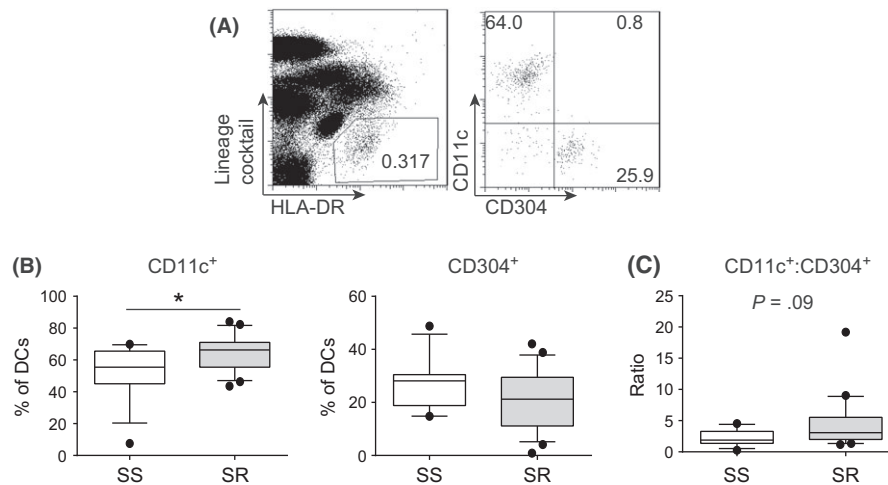 (A)
Lineage
cocktail
HLA-DR
0.317
CD11c
CD304
64.0
0.8
25.9
(B)
CD11c+
% of DCs
100
80
60
40
20
0
*
SS
SR
CD304+
% of DCs
60
40
20
0
SS
SR
(C)
CD11c+:CD304+
P = .09
Ratio
25
20
15
10
5
0
SS
SR